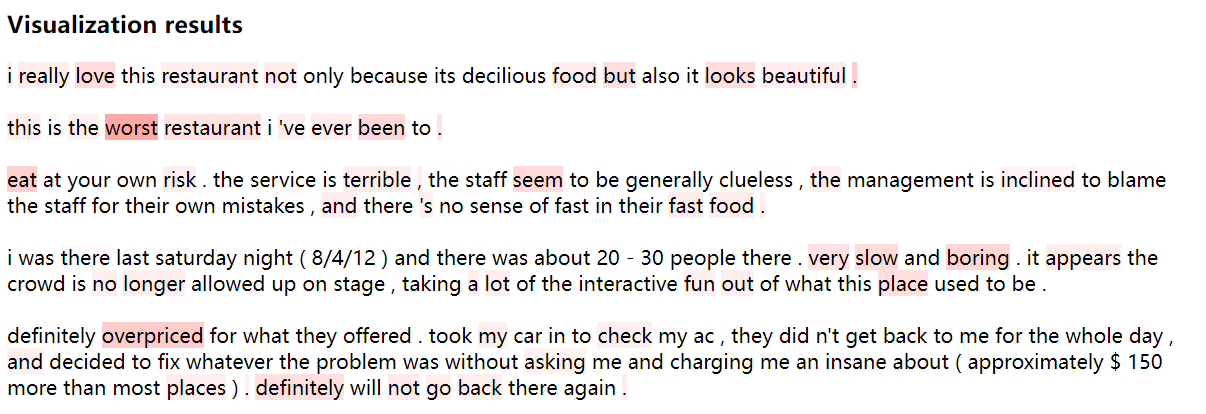 Visualization results
i really love this restaurant not only because its decilious food but also it looks beautiful .
this is the worst restaurant i 've ever been to .
eat at your own risk . the service is terrible , the staff seem to be generally clueless , the management is inclined to blame
the staff for their own mistakes , and there 's no sense of fast in their fast food .
i was there last saturday night ( 8/4/12 ) and there was about 20 - 30 people there . very slow and boring . it appears the
crowd is no longer allowed up on stage , taking a lot of the interactive fun out of what this place used to be .
definitely overpriced for what they offered . took my car in to check my ac , they did n't get back to me for the whole day ,
and decided to fix whatever the problem was without asking me and charging me an insane about ( approximately $ 150
more than most places ) . definitely will not go back there again .